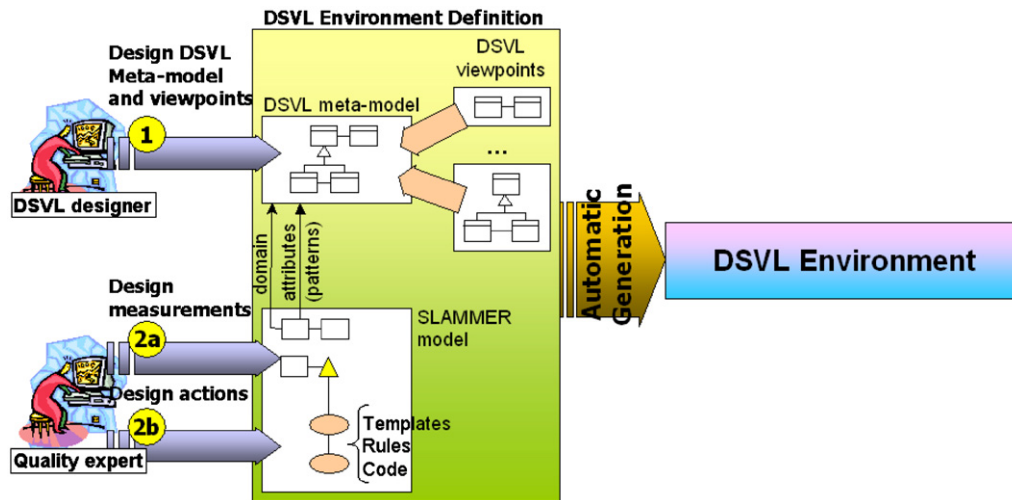 DSVL Environment Definition
Design DSVL
Meta-model
and viewpoints
1
DSVL designer
DSVL meta-model
DSVL
viewpoints
...
domain
attributes
(patterns)
Design
measurements
2a
Design actions
2b
Quality expert
SLAMMER
model
Templates
Rules
Code
Automatic
Generation
DSVL Environment